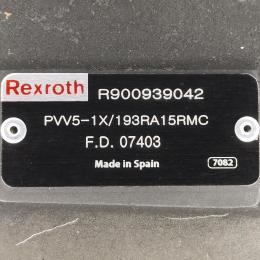 Rexroth R900939042
PVV5-1X/193RA15RMC
F.D. 07403
Made in Spain 7082